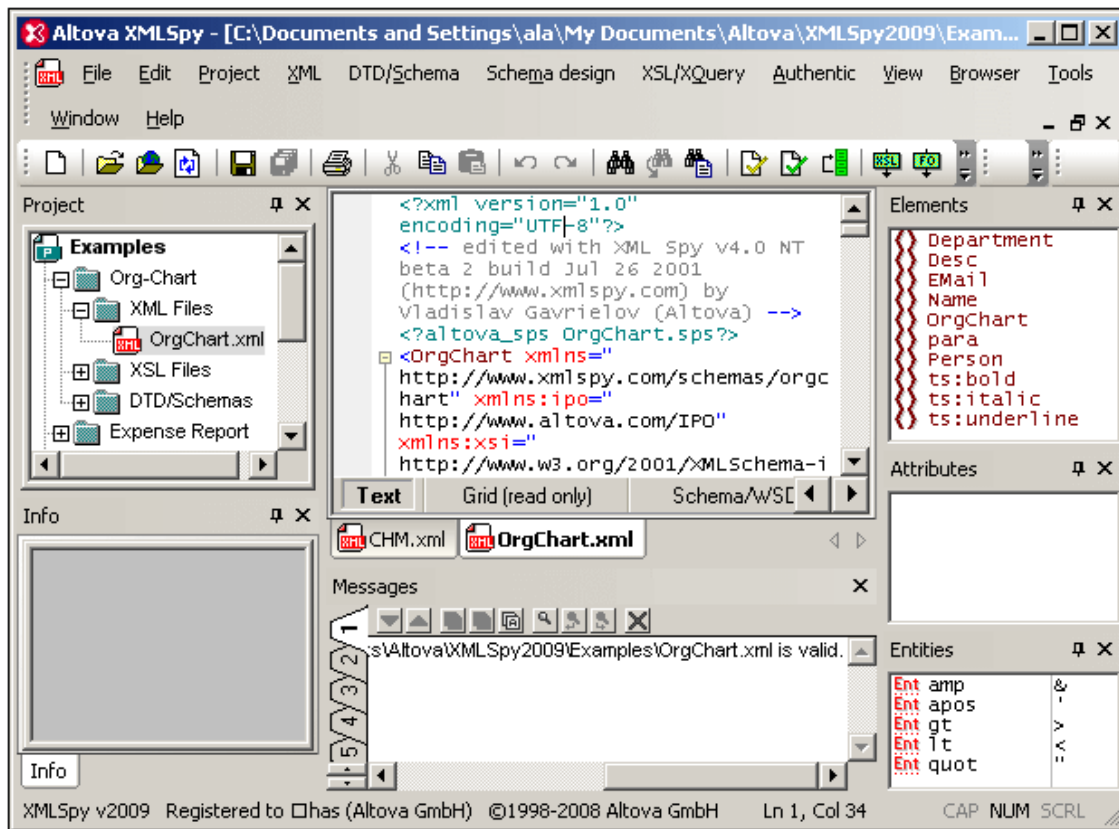 Altova XMLSpy - [C:\Documents and Settings\ala\My Documents\Altova\XMLSpy2009\Exam...
File Edit Project XML DTD/Schema Schema design XSL/XQuery Authentic View Browser Tools
Window Help
XSL FO
Project
Examples
Org-Chart
XML Files
OrgChart.xml
XSL Files
DTD/Schemas
Expense Report
Info
Info
<?xml version="1.0"
encoding="UTF-8"?>
<!-- edited with XML Spy v4.0 NT
beta 2 build Jul 26 2001
(http://www.xmlspy.com) by
Vladislav Gavrielov (Altova) -->
<?altova_sps OrgChart.sps?>
<OrgChart xmlns="
http://www.xmlspy.com/schemas/orgc
hart" xmlns:ipo="
http://www.altova.com/IPO"
xmlns:xsi="
http://www.w3.org/2001/XMLSchema-i
Text Grid (read only) Schema/WSD
CHM.xml OrgChart.xml
Messages
1
2
3
4
5
s\Altova\XMLSpy2009\Examples\OrgChart.xml is valid.
Elements
Department
Desc
EMail
Name
OrgChart
para
Person
ts:bold
ts:italic
ts:underline
Attributes
Entities
Ent amp &
Ent apos '
Ent gt >
Ent lt <
Ent quot "
XMLSpy v2009 Registered to □has (Altova GmbH) ©1998-2008 Altova GmbH Ln 1, Col 34 CAP NUM SCRL